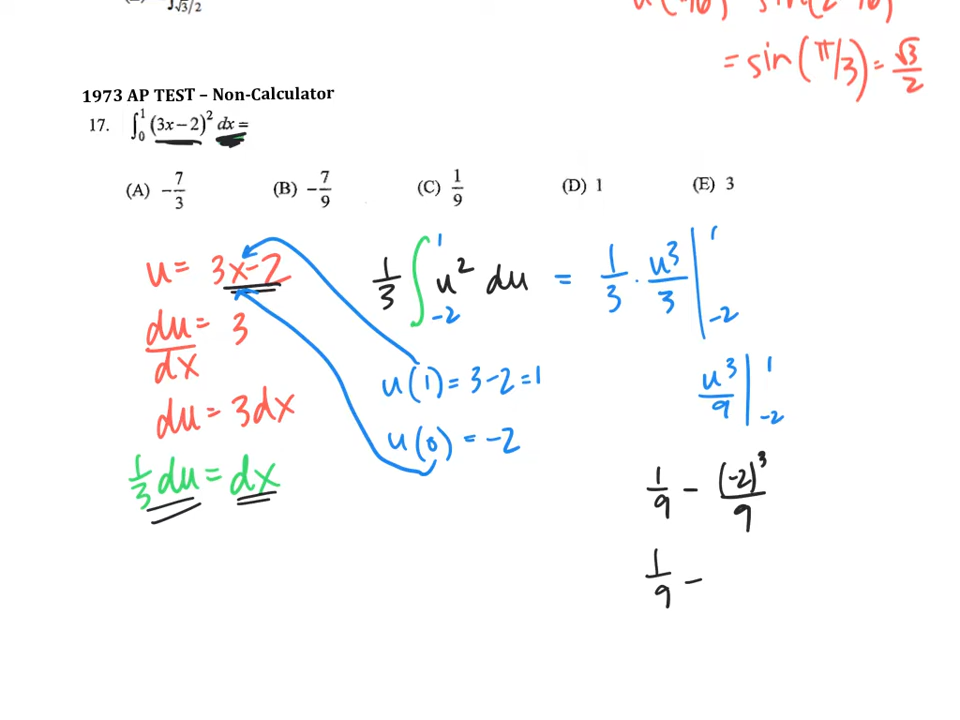 √3/2
= sin(π/3) = √3/2
1973 AP TEST – Non-Calculator
17. ∫₀¹ (3x – 2)² dx =
(A) –7/3 (B) –7/9 (C) 1/9 (D) 1 (E) 3
u = 3x-2
du/dx = 3
du = 3dx
1/3 du = dx
1/3 ∫₋₂¹ u² du = 1/3 · u³/3 |₋₂¹
u(1) = 3-2=1
u(0) = -2
u³/9 |₋₂¹
1/9 - (-2)³/9
1/9 -